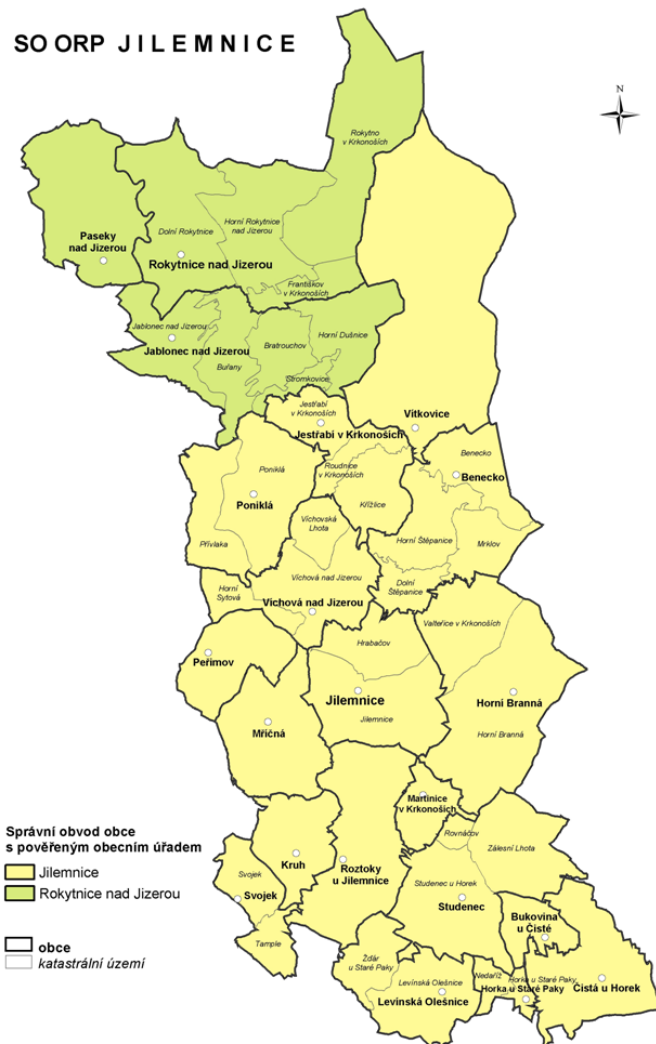 SO ORP JILEMNICE
N
Rokytno
v Krkonoších
Horní Rokytnice
nad Jizerou
Dolní Rokytnice
Paseky
nad Jizerou
Rokytnice nad Jizerou
Františkov
v Krkonoších
Jablonec nad Jizerou
Jablonec nad Jizerou
Horní Dušnice
Bratrouchov
Buřany
Stromkovice
Jestřabí
v Krkonoších
Jestřabí v Krkonoších
Vítkovice
Benecko
Benecko
Poniklá
Poniklá
Roudnice
v Krkonoších
Křížlice
Víchovská
Lhota
Horní Štěpanice
Mrklov
Přívlaka
Víchová nad Jizerou
Dolní
Štěpanice
Horní
Sytová
Víchová nad Jizerou
Valteřice v Krkonoších
Hrabačov
Peřimov
Jilemnice
Jilemnice
Horní Branná
Horní Branná
Mříčná
Martinice
v Krkonoších
Rovnáčov
Zálesní Lhota
Správní obvod obce
s pověřeným obecním úřadem
Jilemnice
Rokytnice nad Jizerou
obce
katastrální území
Kruh
Roztoky
u Jilemnice
Svojek
Svojek
Tample
Studenec u Horek
Studenec
Bukovina
u Čisté
Žďár
u Staré Paky
Levínská Olešnice
Levínská Olešnice
Nedaříž
Horka u Staré Paky
Horka u Staré Paky
Čistá u Horek